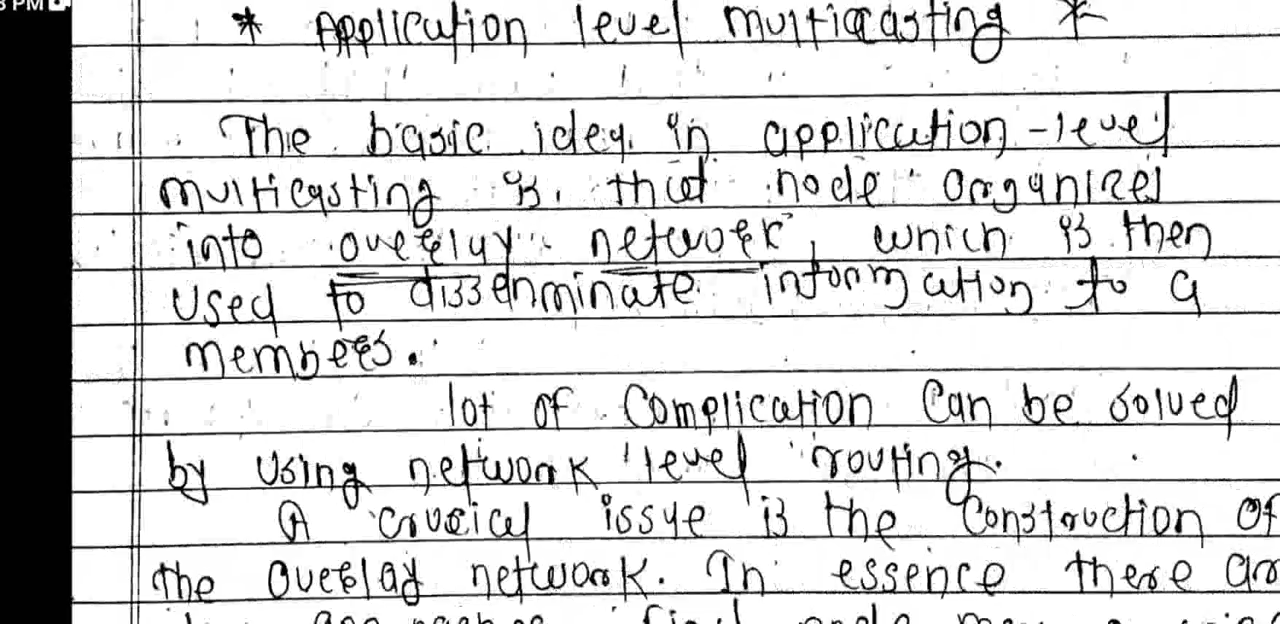 3 PM
* Application level multicasting *
The basic idea in application-level
multicasting is that node organized
into overlay network, which is then
used to dissenminate information to a
members.
lot of complication can be solved
by using network level routing.
A crucial issue is the construction of
the overlay network. In essence there are